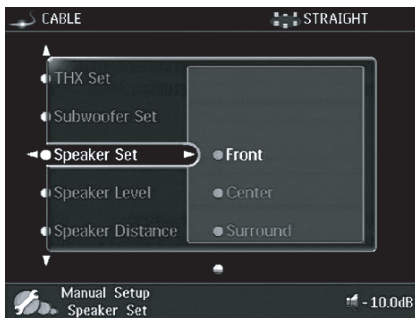 CABLE STRAIGHT
THX Set
Subwoofer Set
Speaker Set Front
Speaker Level Center
Speaker Distance Surround
Manual Setup
Speaker Set -10.0dB